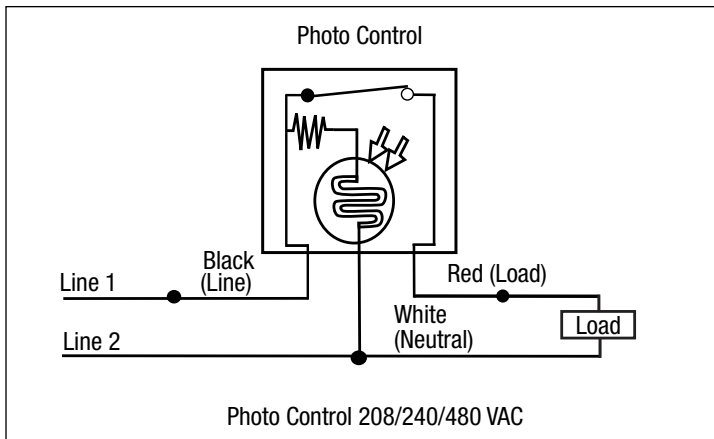 Photo Control
Black
(Line)
Red (Load)
Line 1
White
(Neutral)
Load
Line 2
Photo Control 208/240/480 VAC